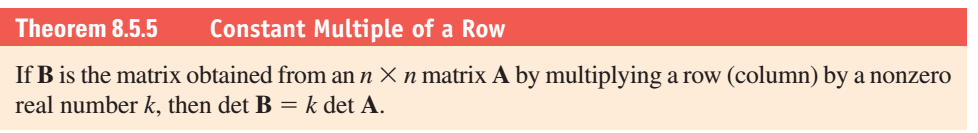 Theorem 8.5.5 Constant Multiple of a Row
If B is the matrix obtained from an n × n matrix A by multiplying a row (column) by a nonzero
real number k, then det B = k det A.